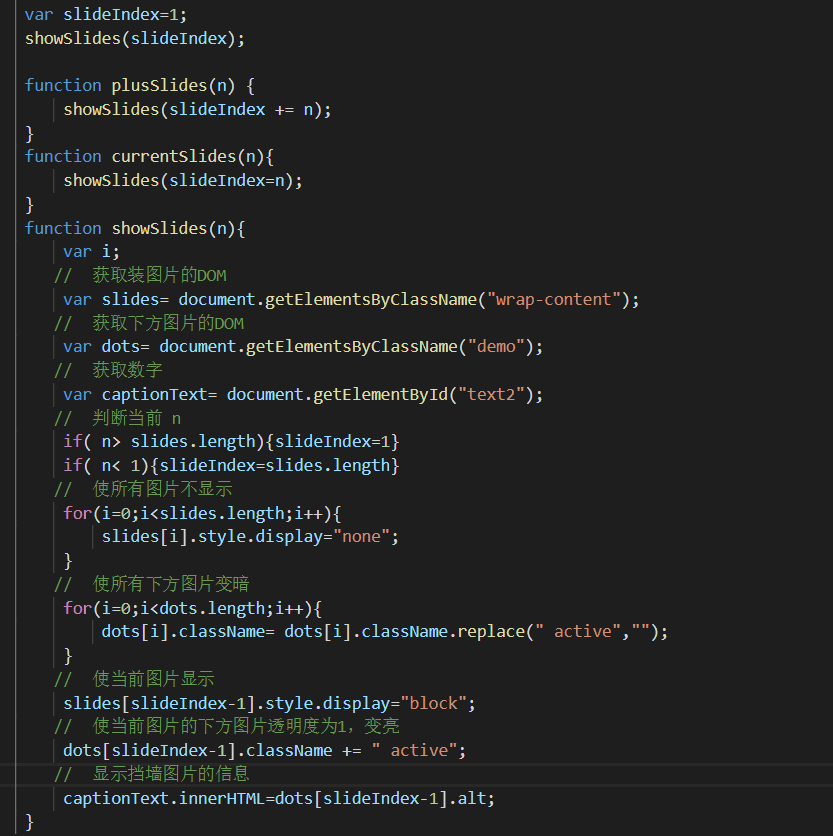 var slideIndex=1;
showSlides(slideIndex);
function plusSlides(n) {
showSlides(slideIndex += n);
}
function currentSlides(n){
showSlides(slideIndex=n);
}
function showSlides(n){
var i;
// 获取装图片的DOM
var slides= document.getElementsByClassName("wrap-content");
// 获取下方图片的DOM
var dots= document.getElementsByClassName("demo");
// 获取数字
var captionText= document.getElementById("text2");
// 判断当前 n
if( n> slides.length){slideIndex=1}
if( n< 1){slideIndex=slides.length}
// 使所有图片不显示
for(i=0;i<slides.length;i++){
slides[i].style.display="none";
}
// 使所有下方图片变暗
for(i=0;i<dots.length;i++){
dots[i].className= dots[i].className.replace(" active","");
}
// 使当前图片显示
slides[slideIndex-1].style.display="block";
// 使当前图片的下方图片透明度为1，变亮
dots[slideIndex-1].className += " active";
// 显示挡墙图片的信息
captionText.innerHTML=dots[slideIndex-1].alt;
}